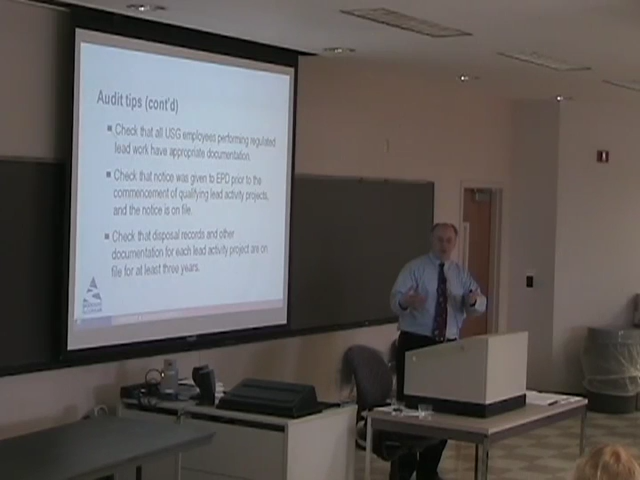 Audit tips (cont'd)
Check that all USG employees performing regulated
lead work have appropriate documentation.
Check that notice was given to EPD prior to the
commencement of qualifying lead activity projects,
and the notice is on file.
Check that disposal records and other
documentation for each lead activity project are on
file for at least three years.